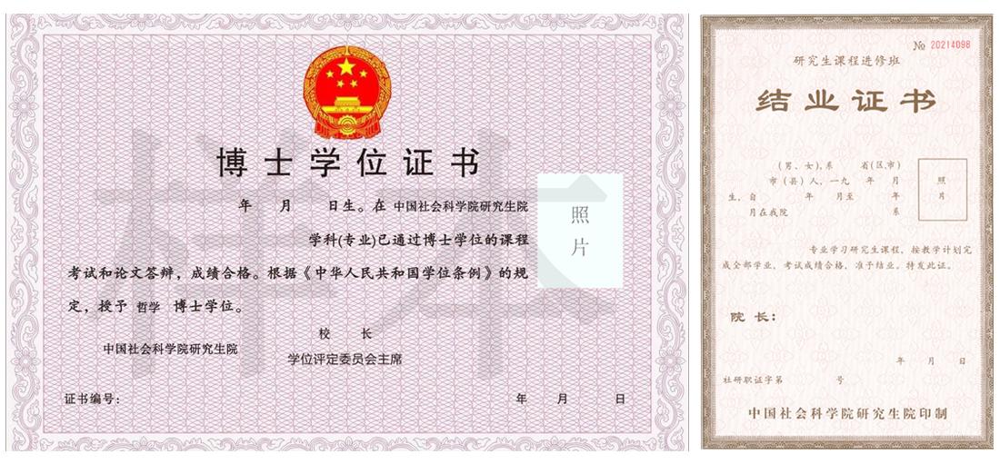 博士学位证书
年 月 日生。在 中国社会科学院研究生院
学科(专业)已通过博士学位的课程
考试和论文答辩，成绩合格。根据《中华人民共和国学位条例》的规
定，授予 哲学 博士学位。
校 长
中国社会科学院研究生院
学位评定委员会主席
证书编号：
年 月 日
照
片
样本
№ 20214098
研究生课程进修班
结业证书
(男、女),系 省(区,市)
市（县）人，一九 年 月
生，自 年 月至 年
月在我院 系
照
片
专业学习研究生课程，按教学计划完
成全部学业，考试成绩合格，准予结业。特发此证。
院 长：
年 月 日
社研职证字第 号
中国社会科学院研究生院印制